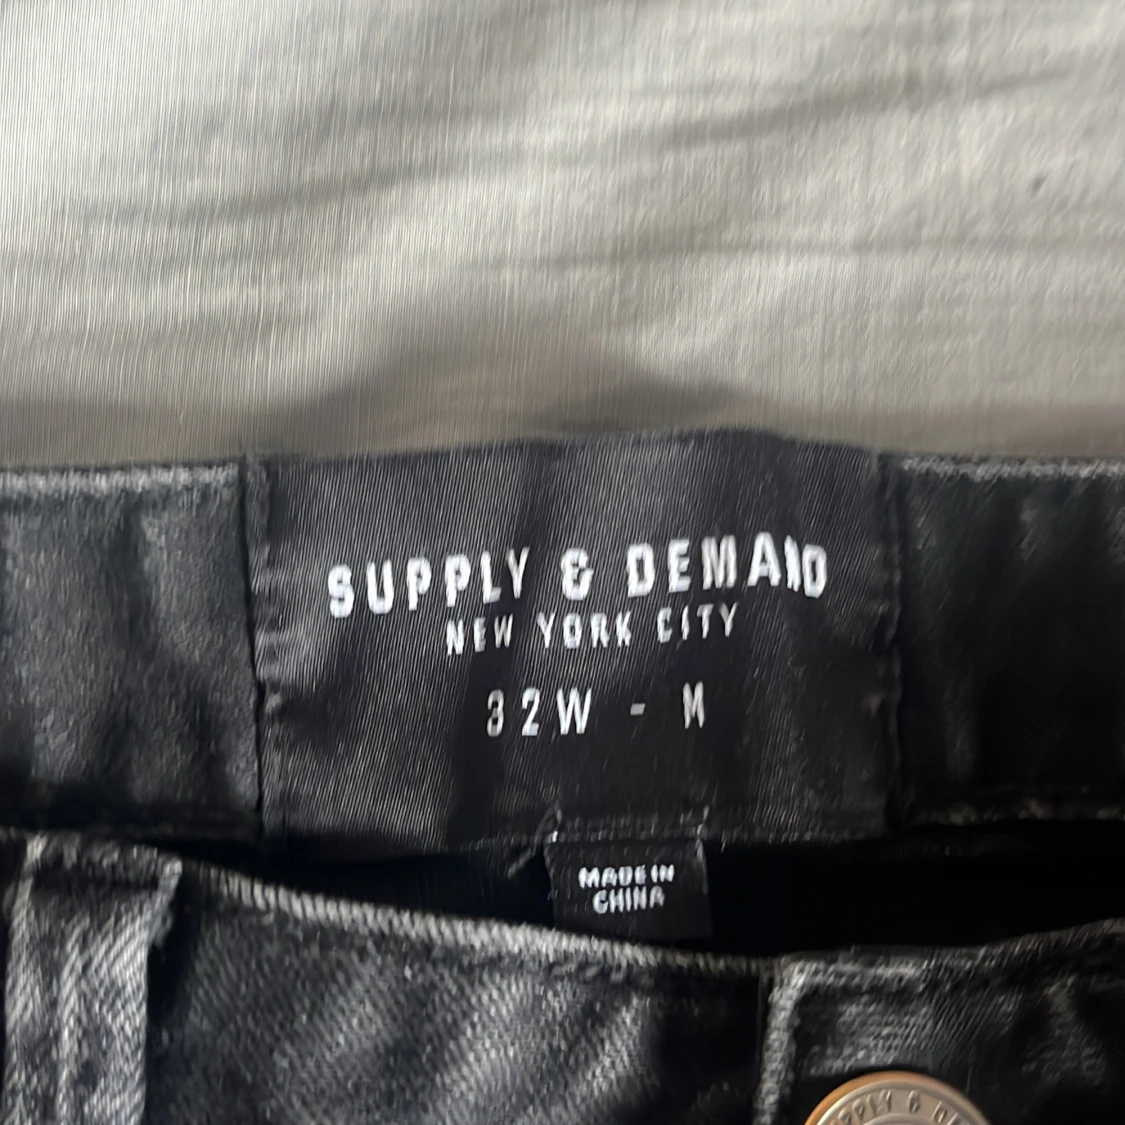 SUPPLY & DEMAND
NEW YORK CITY
32W - M
MADE IN
CHINA